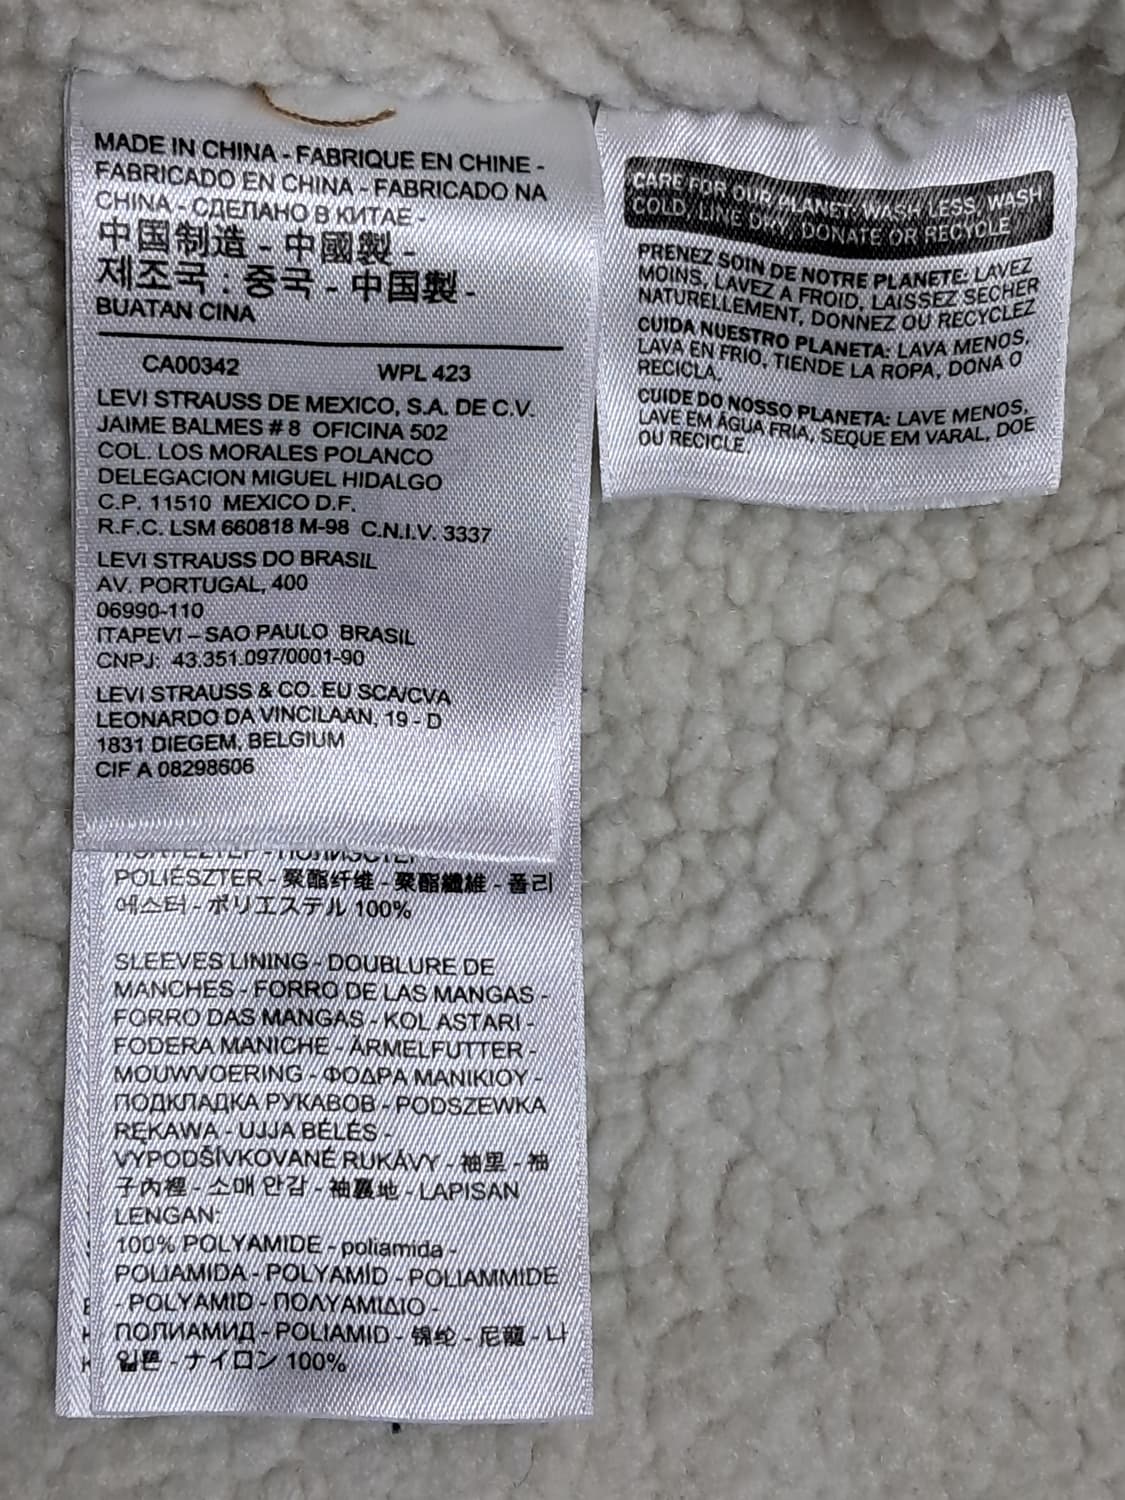 MADE IN CHINA - FABRIQUE EN CHINE -
FABRICADO EN CHINA - FABRICADO NA
CHINA - СДЕЛАНО В КИТАЕ -
中国制造 - 中國製 -
제조국 : 중국 - 中国製 -
BUATAN CINA
CA00342 WPL 423
LEVI STRAUSS DE MEXICO, S.A. DE C.V.
JAIME BALMES # 8 OFICINA 502
COL. LOS MORALES POLANCO
DELEGACION MIGUEL HIDALGO
C.P. 11510 MEXICO D.F.
R.F.C. LSM 660818 M-98 C.N.I.V. 3337
LEVI STRAUSS DO BRASIL
AV. PORTUGAL, 400
06990-110
ITAPEVI – SAO PAULO BRASIL
CNPJ: 43.351.097/0001-90
LEVI STRAUSS & CO. EU SCA/CVA
LEONARDO DA VINCILAAN, 19 - D
1831 DIEGEM, BELGIUM
CIF A 08298606
POLIÉSZTER - 聚酯纤维 - 聚酯纖維 - 폴리
에스터 - ポリエステル 100%
SLEEVES LINING - DOUBLURE DE
MANCHES - FORRO DE LAS MANGAS -
FORRO DAS MANGAS - KOL ASTARI -
FODERA MANICHE - ÄRMELFUTTER -
MOUWVOERING - ΦΟΔΡΑ ΜΑΝΙΚΙΟΥ -
ПОДКЛАДКА РУКАВОВ - PODSZEWKA
RĘKAWA - UJJA BÉLÉS -
VYPODŠÍVKOVANÉ RUKÁVY - 袖里 - 袖
子內裡 - 소매 안감 - 袖裏地 - LAPISAN
LENGAN:
100% POLYAMIDE - poliamida -
POLIAMIDA - POLYAMİD - POLIAMMIDE
- POLYAMID - ΠΟΛΥΑΜΙΔΙΟ -
ПОЛИАМИД - POLIAMID - 锦纶 - 尼龍 - 나
일론 - ナイロン 100%
CARE FOR OUR PLANET: WASH LESS, WASH
COLD, LINE DRY, DONATE OR RECYCLE
PRENEZ SOIN DE NOTRE PLANETE: LAVEZ
MOINS, LAVEZ A FROID, LAISSEZ SECHER
NATURELLEMENT, DONNEZ OU RECYCLEZ
CUIDA NUESTRO PLANETA: LAVA MENOS,
LAVA EN FRIO, TIENDE LA ROPA, DONA O
RECICLA.
CUIDE DO NOSSO PLANETA: LAVE MENOS,
LAVE EM ÁGUA FRIA, SEQUE EM VARAL, DOE
OU RECICLE.